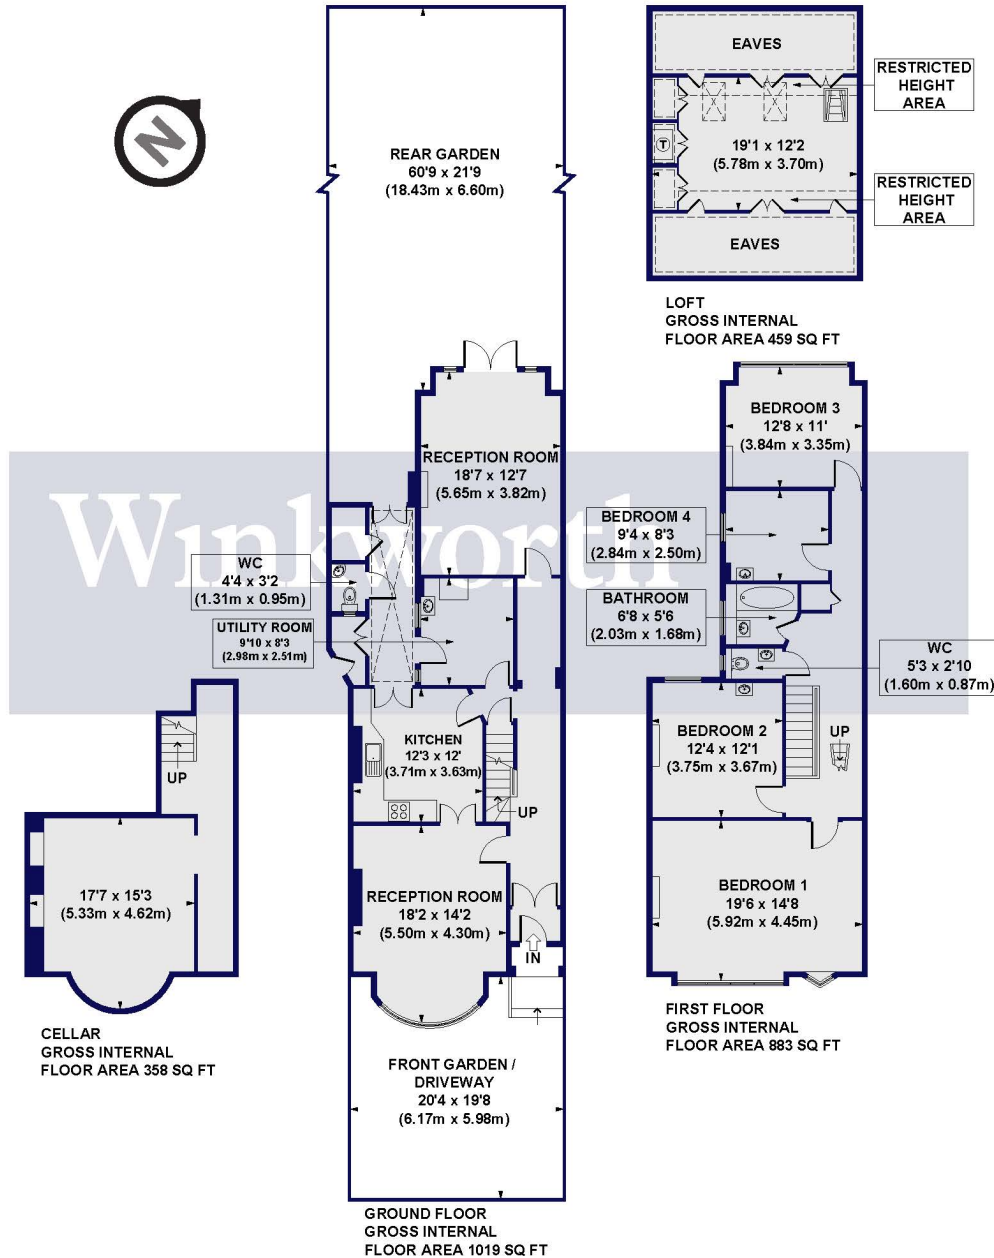 N
REAR GARDEN
60'9 x 21'9
(18.43m x 6.60m)
EAVES
RESTRICTED
HEIGHT
AREA
19'1 x 12'2
(5.78m x 3.70m)
T
RESTRICTED
HEIGHT
AREA
EAVES
LOFT
GROSS INTERNAL
FLOOR AREA 459 SQ FT
Winkworth
RECEPTION ROOM
18'7 x 12'7
(5.65m x 3.82m)
WC
4'4 x 3'2
(1.31m x 0.95m)
UTILITY ROOM
9'10 x 8'3
(2.98m x 2.51m)
KITCHEN
12'3 x 12'
(3.71m x 3.63m)
UP
RECEPTION ROOM
18'2 x 14'2
(5.50m x 4.30m)
IN
FRONT GARDEN /
DRIVEWAY
20'4 x 19'8
(6.17m x 5.98m)
GROUND FLOOR
GROSS INTERNAL
FLOOR AREA 1019 SQ FT
UP
17'7 x 15'3
(5.33m x 4.62m)
CELLAR
GROSS INTERNAL
FLOOR AREA 358 SQ FT
BEDROOM 3
12'8 x 11'
(3.84m x 3.35m)
BEDROOM 4
9'4 x 8'3
(2.84m x 2.50m)
BATHROOM
6'8 x 5'6
(2.03m x 1.68m)
WC
5'3 x 2'10
(1.60m x 0.87m)
BEDROOM 2
12'4 x 12'1
(3.75m x 3.67m)
UP
BEDROOM 1
19'6 x 14'8
(5.92m x 4.45m)
FIRST FLOOR
GROSS INTERNAL
FLOOR AREA 883 SQ FT